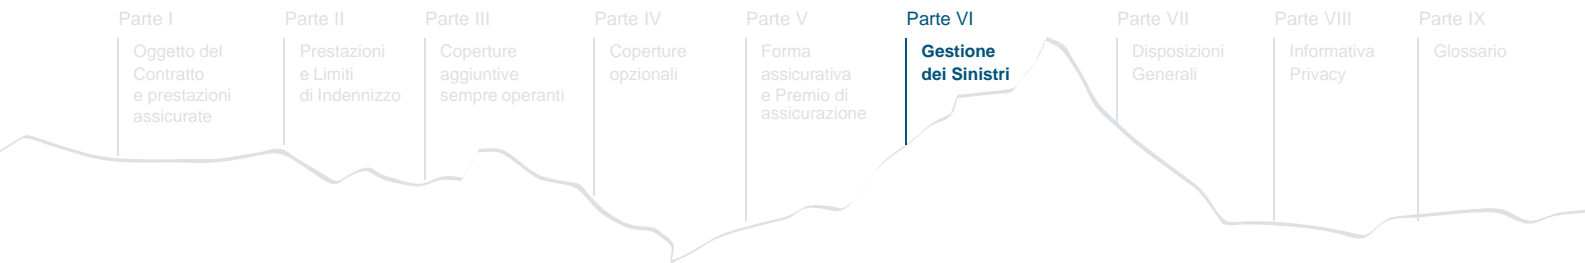 Parte I
Oggetto del
Contratto
e prestazioni
assicurate
Parte II
Prestazioni
e Limiti
di Indennizzo
Parte III
Coperture
aggiuntive
sempre operanti
Parte IV
Coperture
opzionali
Parte V
Forma
assicurativa
e Premio di
assicurazione
Parte VI
Gestione
dei Sinistri
Parte VII
Disposizioni
Generali
Parte VIII
Informativa
Privacy
Parte IX
Glossario